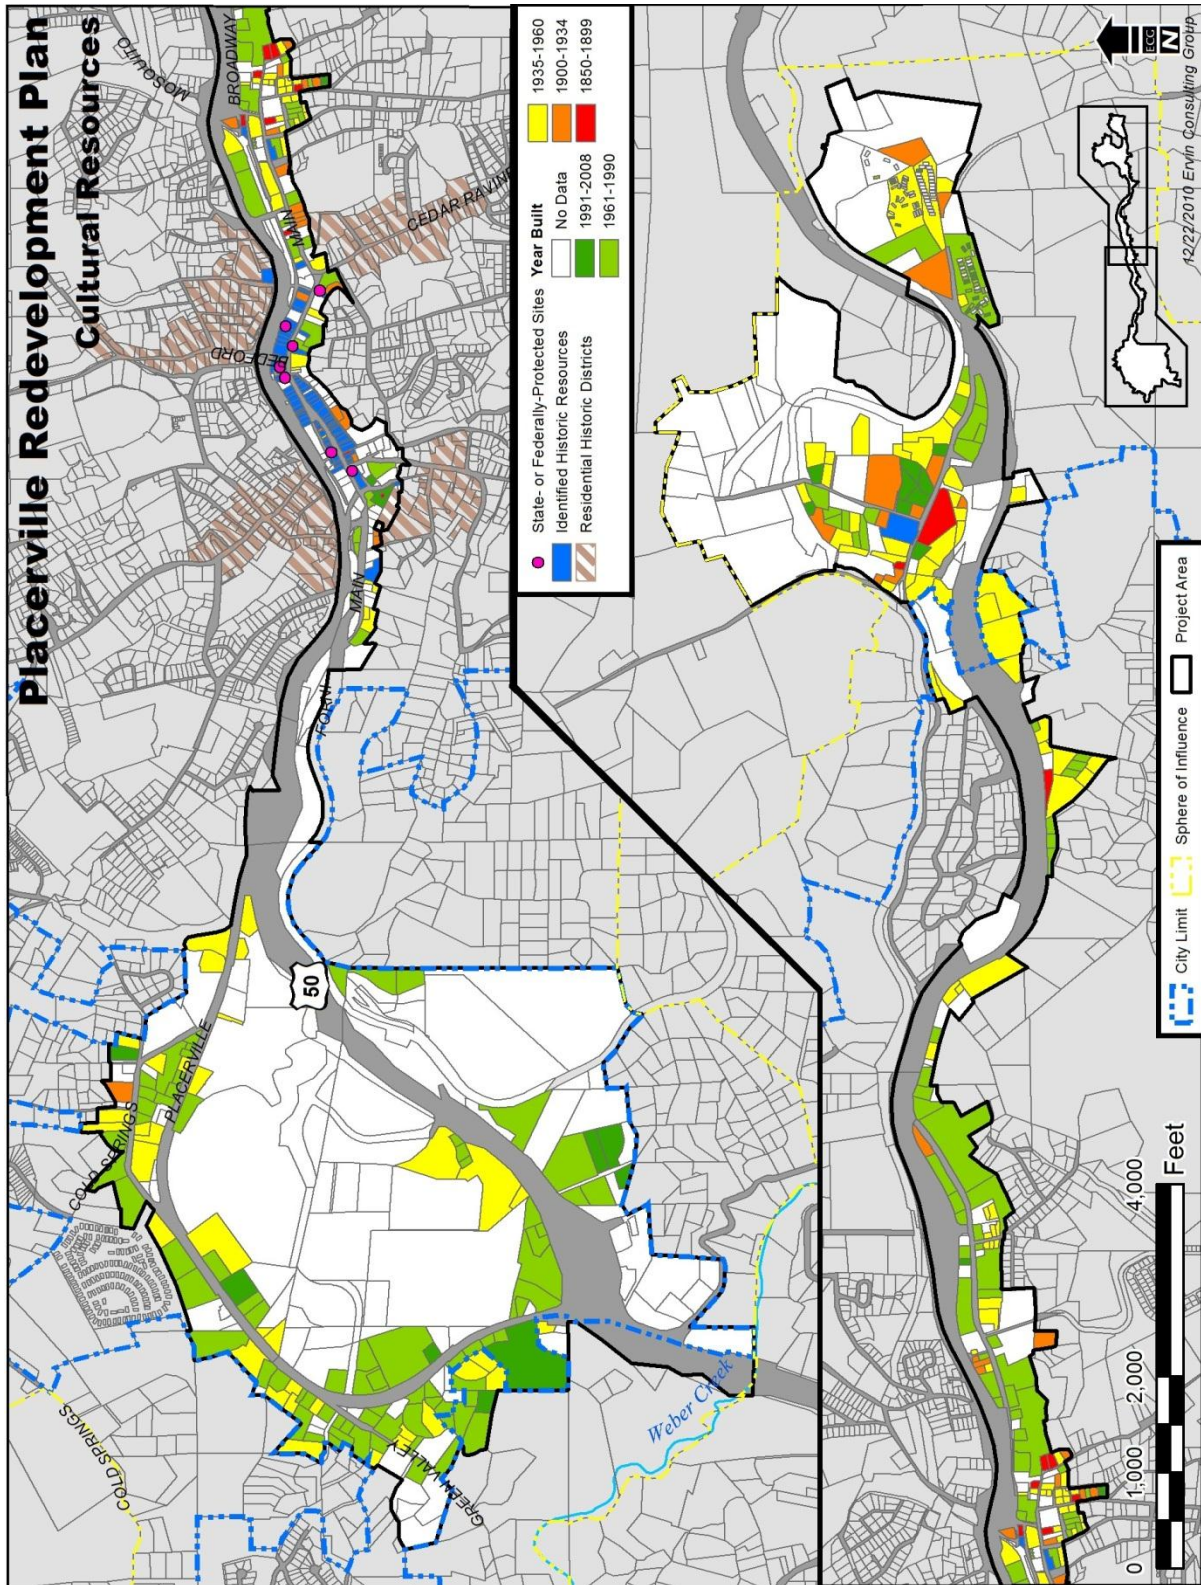 Placerville Redevelopment Plan
Cultural Resources
MOSQUITO
BROADWAY
MAIN
CEDAR RAVINE
BEDFORD
MAIN
FORNI
50
PLACERVILLE
COLD SPRINGS
COLD SPRINGS
GREEN VALLEY
Weber Creek
State- or Federally-Protected Sites
Identified Historic Resources
Residential Historic Districts
Year Built
No Data
1991-2008
1961-1990
1935-1960
1900-1934
1850-1899
ECG
N
12/22/2010 Ervin Consulting Group
City Limit
Sphere of Influence
Project Area
0 1,000 2,000 4,000
Feet